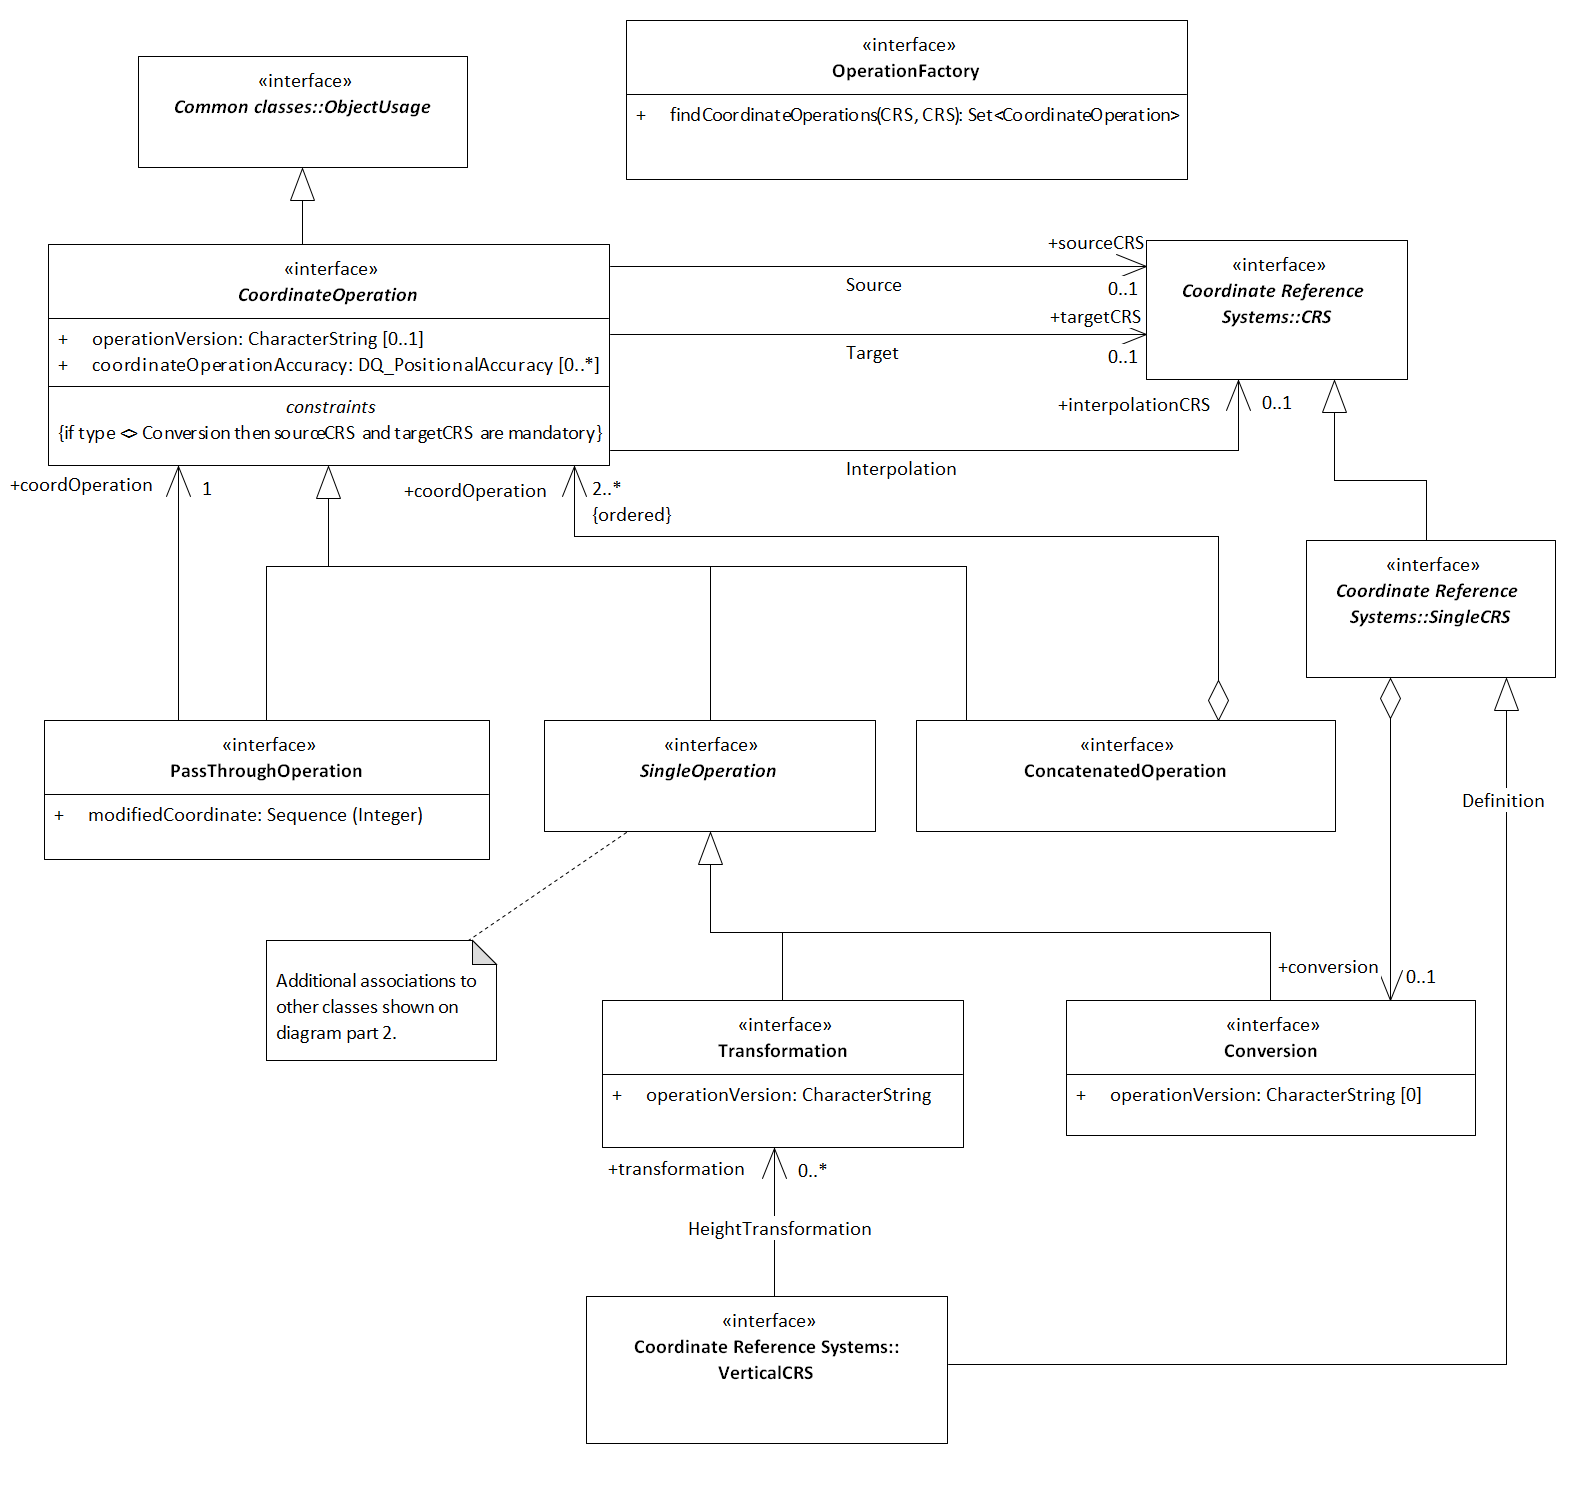 «interface»
OperationFactory
+ findCoordinateOperations(CRS, CRS): Set<CoordinateOperation>
«interface»
Common classes::ObjectUsage
«interface»
CoordinateOperation
+ operationVersion: CharacterString [0..1]
+ coordinateOperationAccuracy: DQ_PositionalAccuracy [0..*]
constraints
{if type <> Conversion then sourceCRS and targetCRS are mandatory}
+sourceCRS
Source
0..1
+targetCRS
Target
0..1
«interface»
Coordinate Reference
Systems::CRS
+interpolationCRS
0..1
Interpolation
+coordOperation
1
+coordOperation
2..*
{ordered}
«interface»
Coordinate Reference
Systems::SingleCRS
«interface»
PassThroughOperation
+ modifiedCoordinate: Sequence (Integer)
«interface»
SingleOperation
«interface»
ConcatenatedOperation
Definition
Additional associations to
other classes shown on
diagram part 2.
+conversion
0..1
«interface»
Transformation
+ operationVersion: CharacterString
«interface»
Conversion
+ operationVersion: CharacterString [0]
+transformation
0..*
HeightTransformation
«interface»
Coordinate Reference Systems::
VerticalCRS